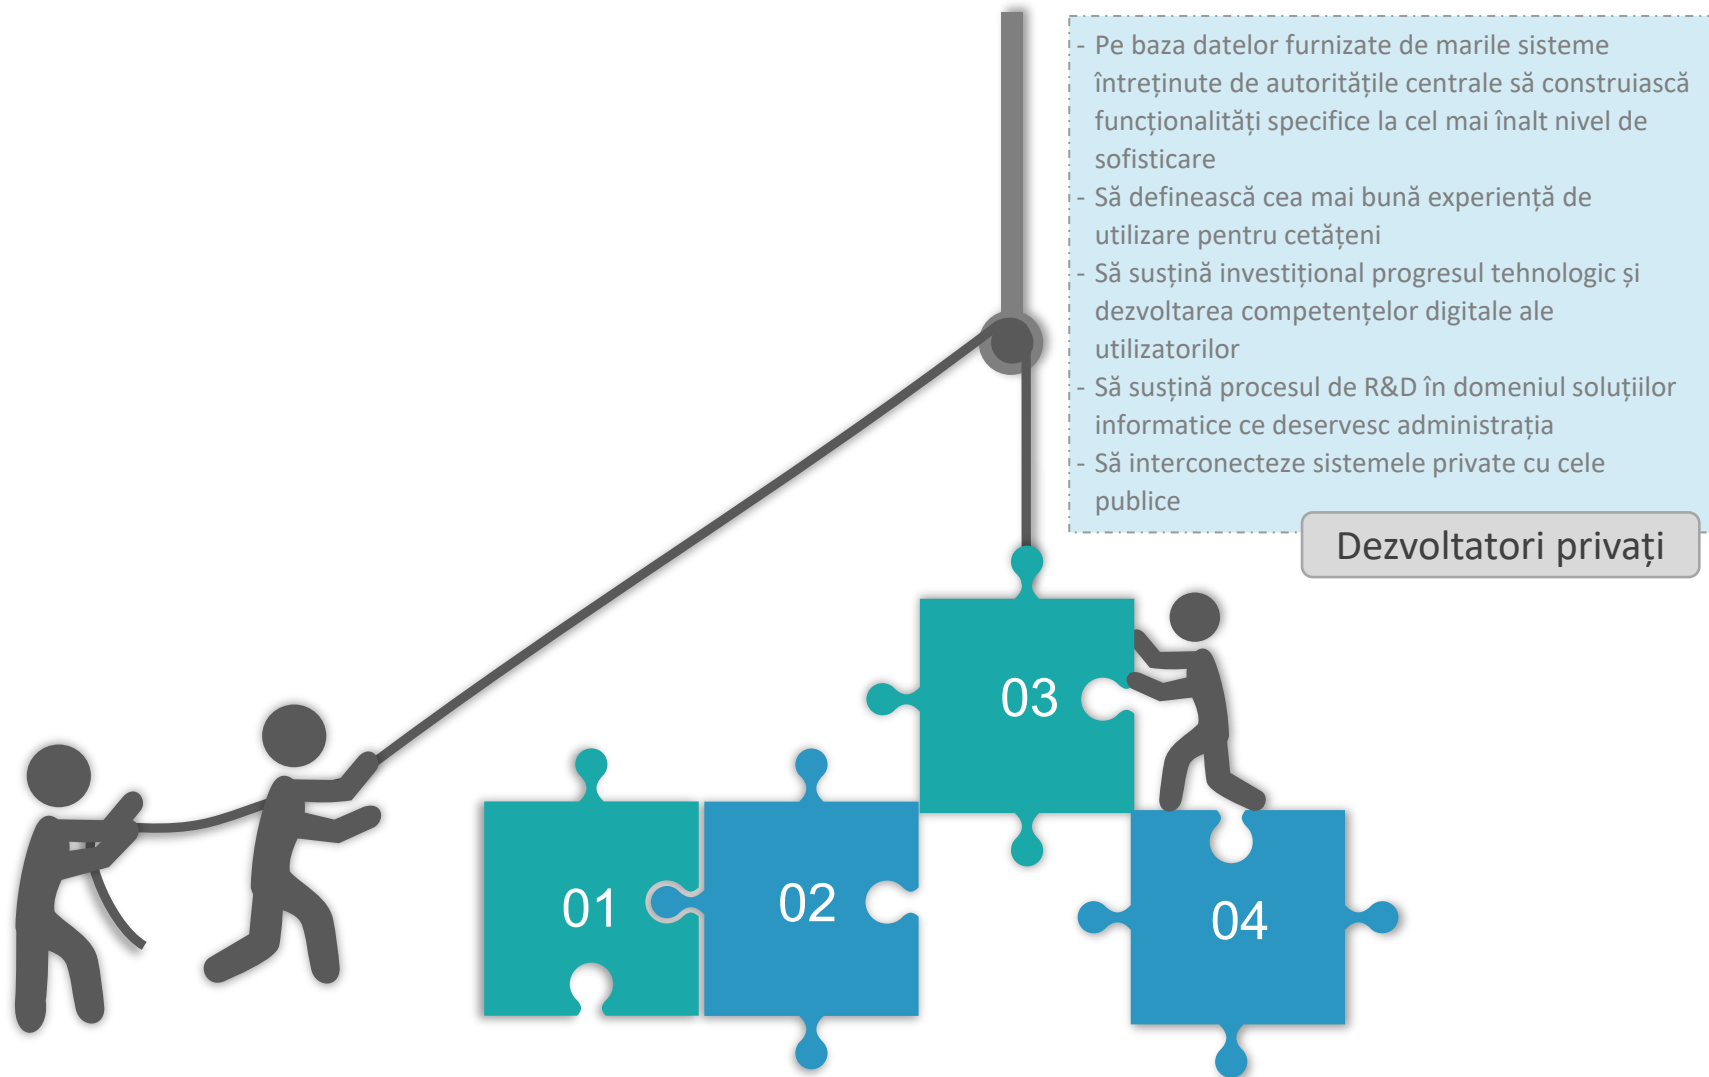 - Pe baza datelor furnizate de marile sisteme
întreținute de autoritățile centrale să construiască
funcționalități specifice la cel mai înalt nivel de
sofisticare
- Să definească cea mai bună experiență de
utilizare pentru cetățeni
- Să susțină investițional progresul tehnologic și
dezvoltarea competențelor digitale ale
utilizatorilor
- Să susțină procesul de R&D în domeniul soluțiilor
informatice ce deservesc administrația
- Să interconecteze sistemele private cu cele
publice
Dezvoltatori privați
03
01
02
04